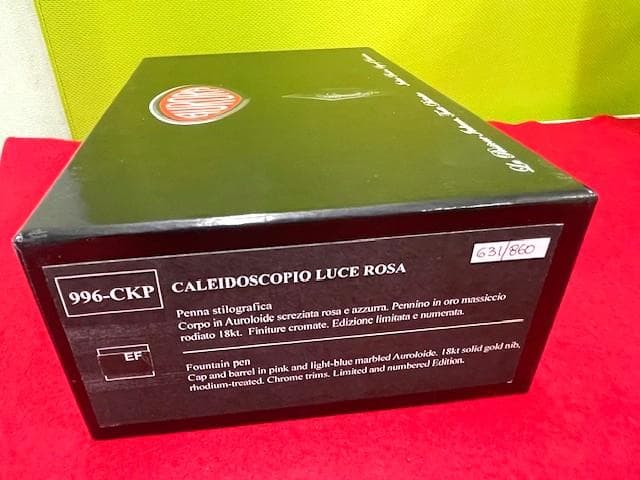 AURORA
996-CKP
CALEIDOSCOPIO LUCE ROSA
631/860
Penna stilografica
Corpo in Auroloide screziata rosa e azzurra. Pennino in oro massiccio
rodiato 18kt. Finiture cromate. Edizione limitata e numerata.
EF
Fountain pen
Cap and barrel in pink and light-blue marbled Auroloide. 18kt solid gold nib,
rhodium-treated. Chrome trims. Limited and numbered Edition.